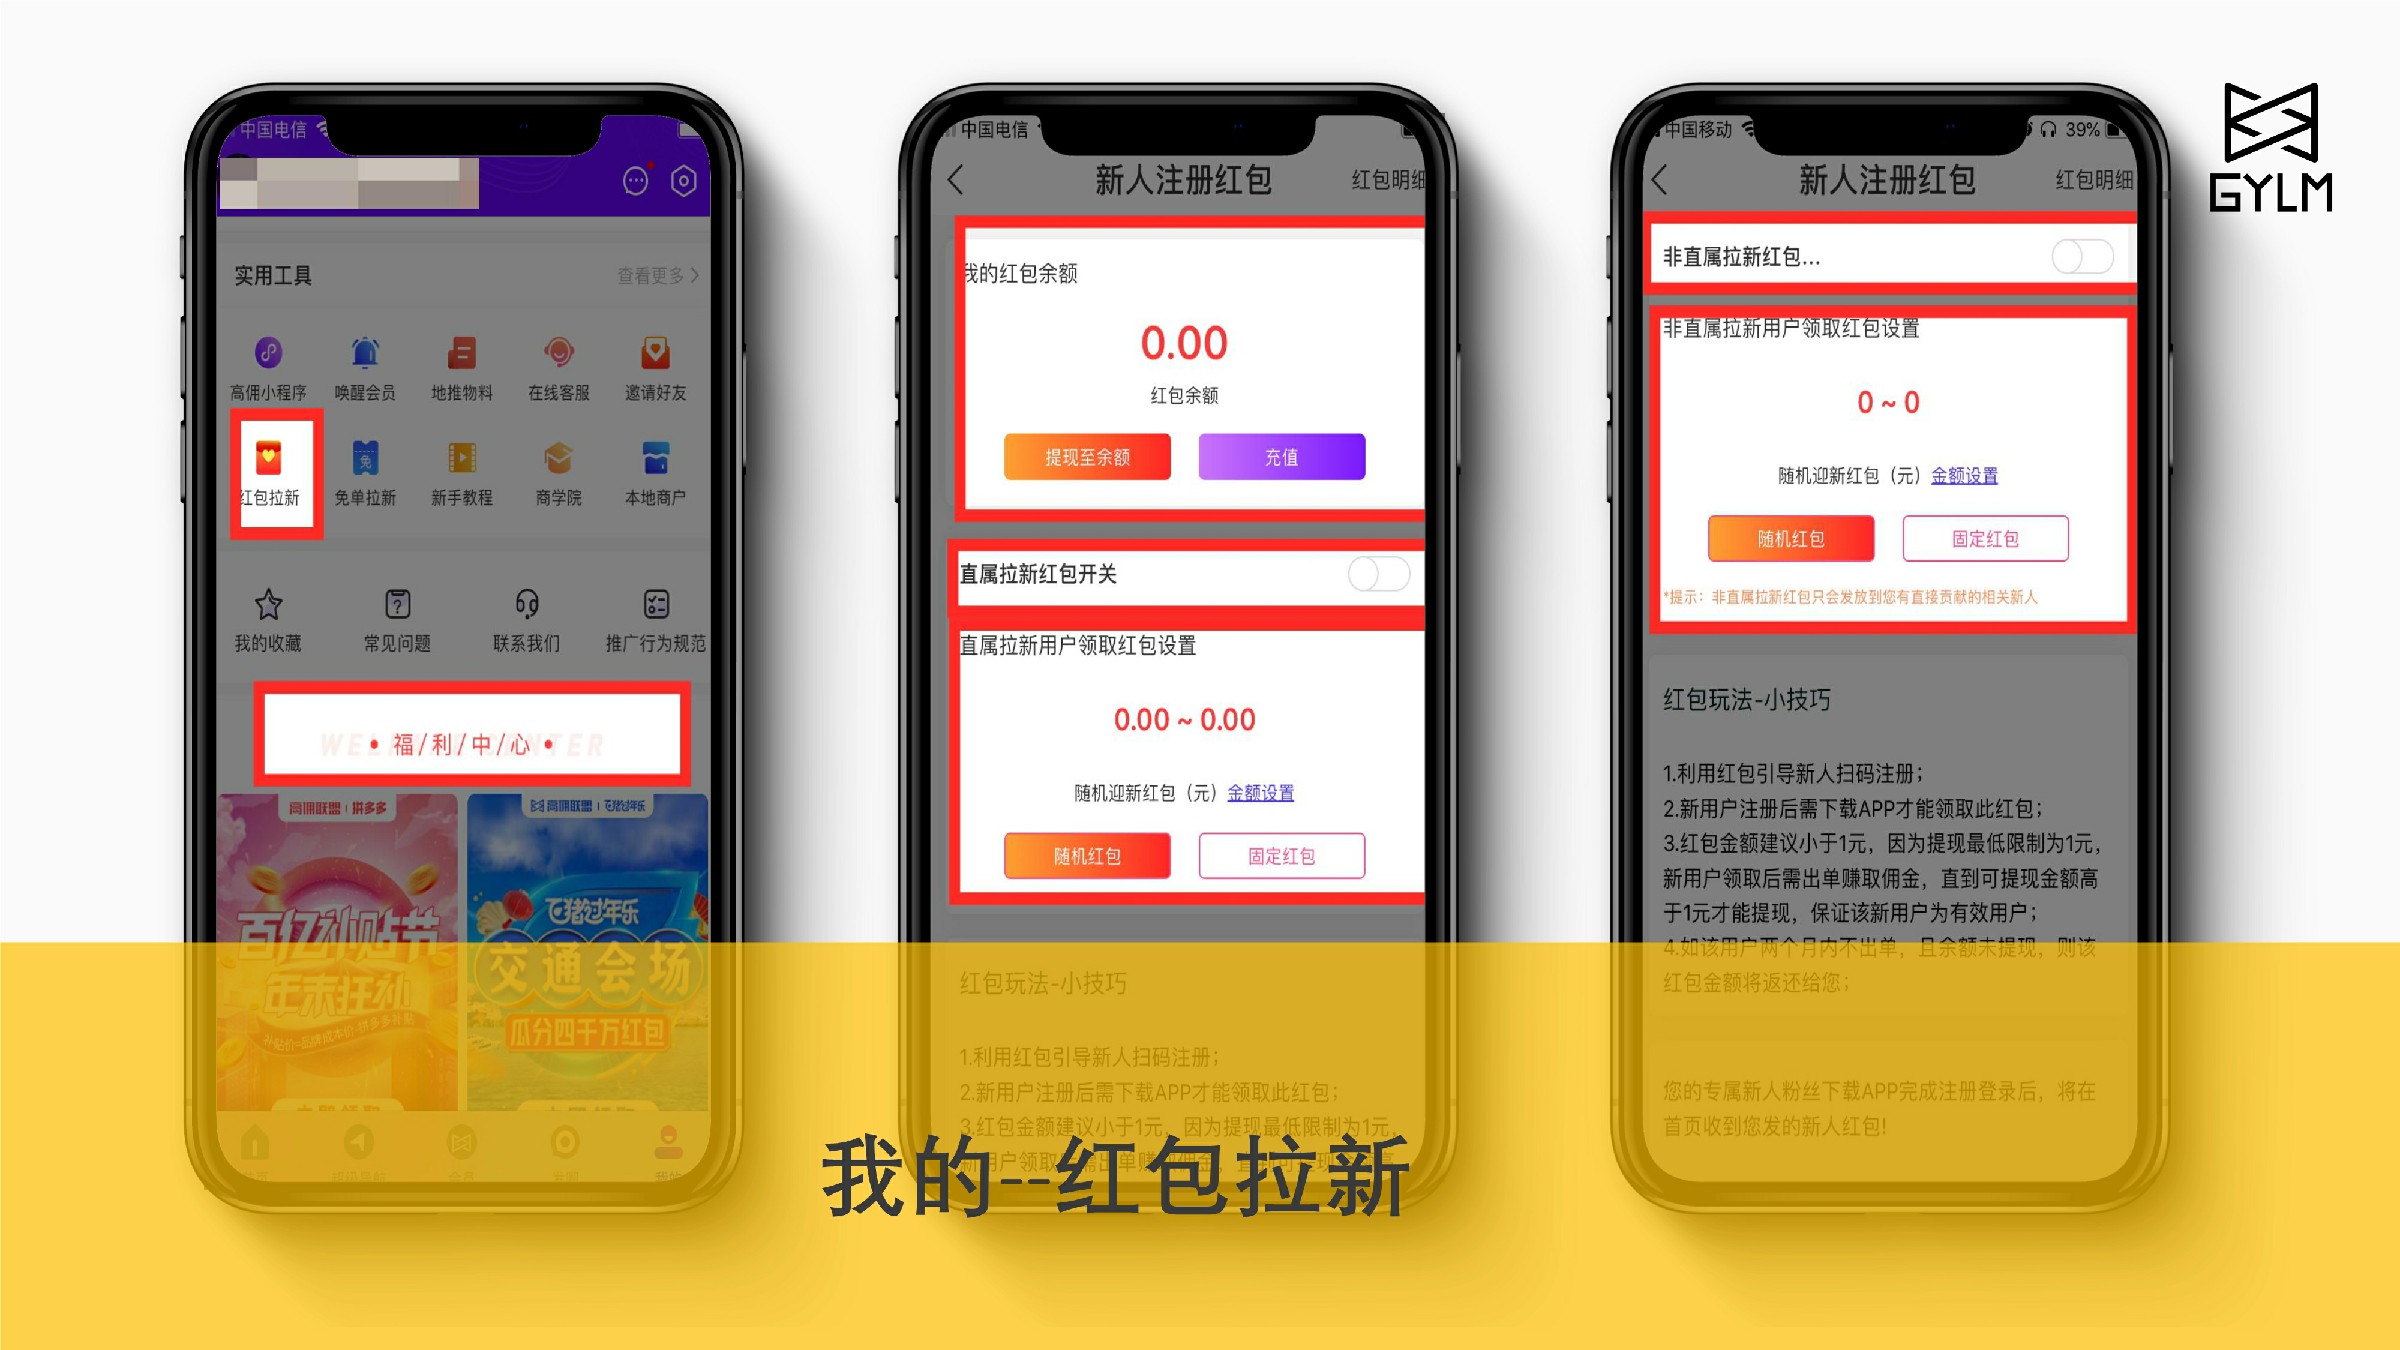 中国电信
实用工具
查看更多
高佣小程序
唤醒会员
地推物料
在线客服
邀请好友
红包拉新
免单拉新
新手教程
商学院
本地商户
我的收藏
常见问题
联系我们
推广行为规范
• 福/利/中/心 •
高佣联盟 | 拼多多
百亿补贴节
年末狂补
补贴价=品牌成本价-拼多多补贴
高佣联盟 | 飞猪过年乐
飞猪过年乐
交通会场
瓜分四千万红包
中国电信
新人注册红包
红包明细
我的红包余额
0.00
红包余额
提现至余额
充值
直属拉新红包开关
直属拉新用户领取红包设置
0.00 ~ 0.00
随机迎新红包（元）金额设置
随机红包
固定红包
红包玩法-小技巧
1.利用红包引导新人扫码注册；
2.新用户注册后需下载APP才能领取此红包；
3.红包金额建议小于1元，因为提现最低限制为1元，
中国移动
39%
新人注册红包
红包明细
非直属拉新红包...
非直属拉新用户领取红包设置
0 ~ 0
随机迎新红包（元）金额设置
随机红包
固定红包
*提示：非直属拉新红包只会发放到您有直接贡献的相关新人
红包玩法-小技巧
1.利用红包引导新人扫码注册；
2.新用户注册后需下载APP才能领取此红包；
3.红包金额建议小于1元，因为提现最低限制为1元，
新用户领取后需出单赚取佣金，直到可提现金额高
于1元才能提现，保证该新用户为有效用户；
4.如该用户两个月内不出单，且余额未提现，则该
红包金额将返还给您；
您的专属新人粉丝下载APP完成注册登录后，将在
首页收到您发的新人红包!
GYLM
我的--红包拉新